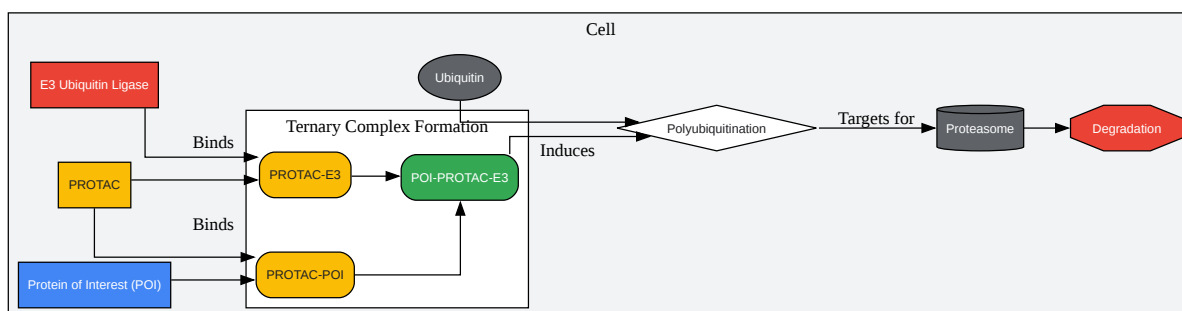 Cell
E3 Ubiquitin Ligase
Ubiquitin
Binds
Ternary Complex Formation
Polyubiquitination
Targets for
Proteasome
Degradation
Induces
PROTAC
PROTAC-E3
POI-PROTAC-E3
Binds
Protein of Interest (POI)
PROTAC-POI